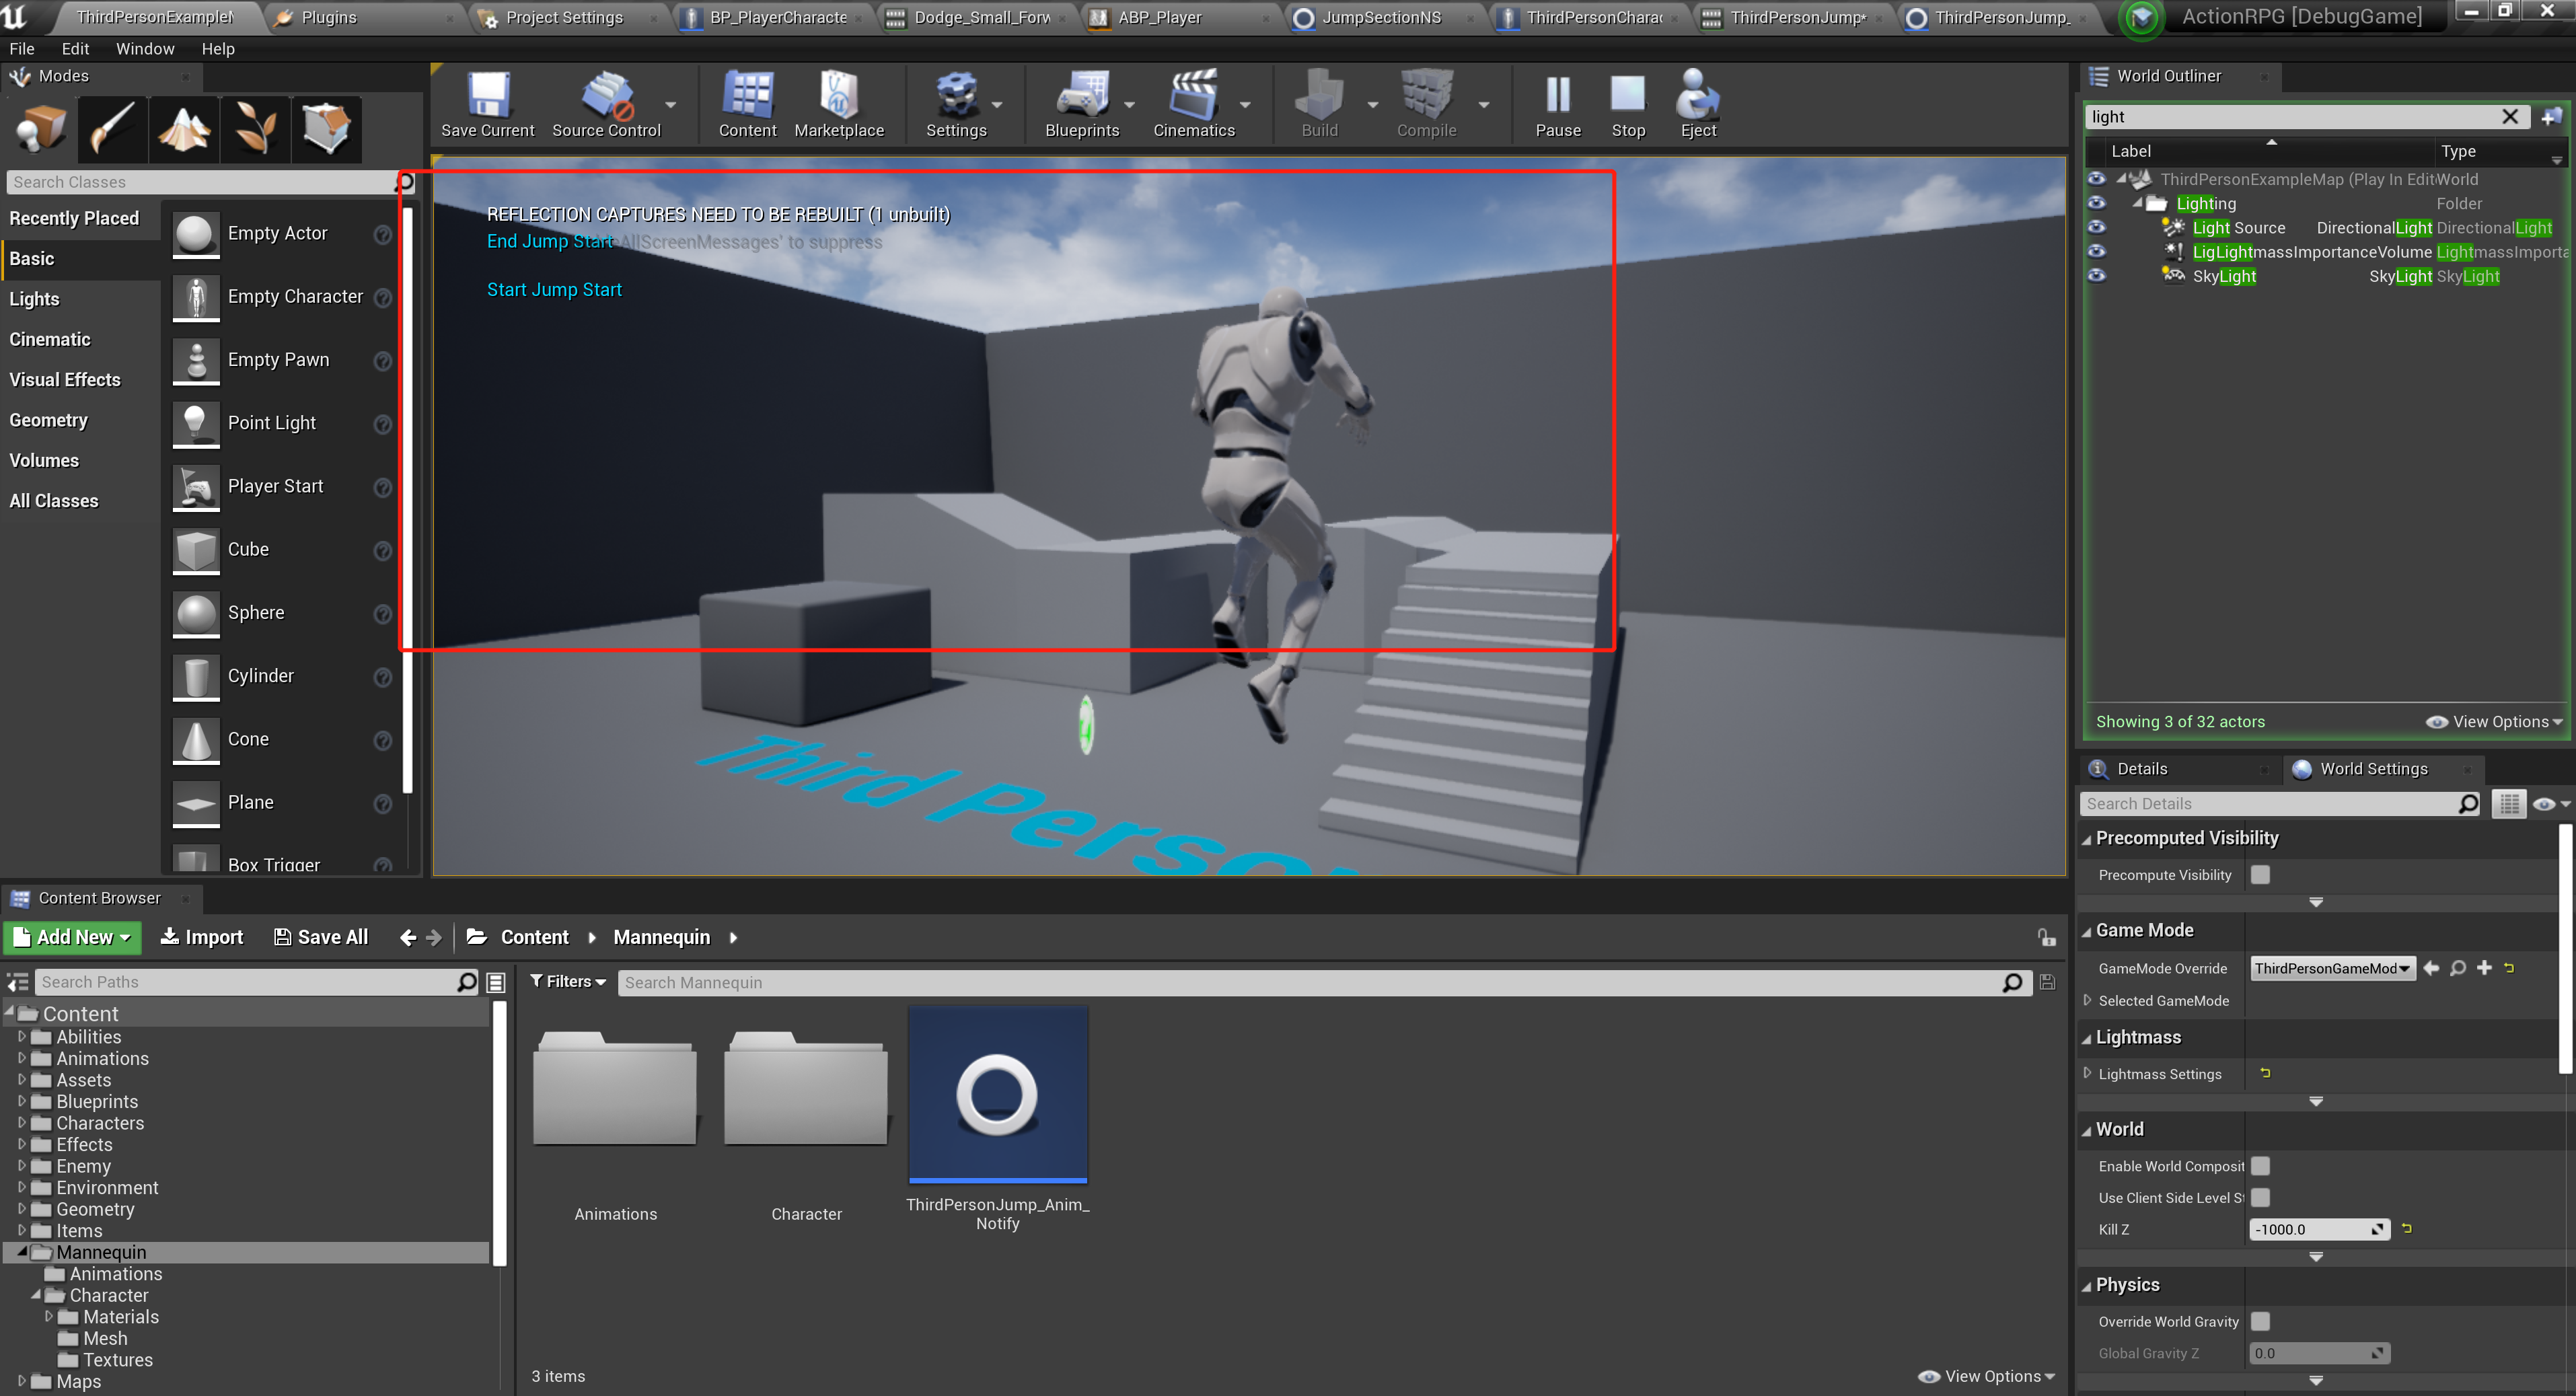 ThirdPersonExampleM
Plugins
Project Settings
BP_PlayerCharacte
Dodge_Small_Forw
ABP_Player
JumpSectionNS
ThirdPersonCharac
ThirdPersonJump*
ThirdPersonJump_
ActionRPG [DebugGame]
File Edit Window Help
Modes
Save Current
Source Control
Content
Marketplace
Settings
Blueprints
Cinematics
Build
Compile
Pause
Stop
Eject
Search Classes
Recently Placed
Basic
Lights
Cinematic
Visual Effects
Geometry
Volumes
All Classes
Empty Actor
Empty Character
Empty Pawn
Point Light
Player Start
Cube
Sphere
Cylinder
Cone
Plane
Box Trigger
REFLECTION CAPTURES NEED TO BE REBUILT (1 unbuilt)
End Jump Start
AllScreenMessages' to suppress
Start Jump Start
Third Person
World Outliner
light
Label Type
ThirdPersonExampleMap (Play In Edit World
Lighting Folder
Light Source DirectionalLight DirectionalLight
LigLightmassImportanceVolume LightmassImporta
SkyLight SkyLight SkyLight
Showing 3 of 32 actors
View Options
Details
World Settings
Search Details
Precomputed Visibility
Precompute Visibility
Game Mode
GameMode Override ThirdPersonGameMod
Selected GameMode
Lightmass
Lightmass Settings
World
Enable World Composit
Use Client Side Level St
Kill Z -1000.0
Physics
Override World Gravity
Global Gravity Z 0.0
Content Browser
Add New Import Save All Content Mannequin
Search Paths
Filters
Search Mannequin
Content
Abilities
Animations
Assets
Blueprints
Characters
Effects
Enemy
Environment
Geometry
Items
Mannequin
Animations
Character
Materials
Mesh
Textures
Maps
Animations
Character
ThirdPersonJump_Anim_
Notify
3 items
View Options